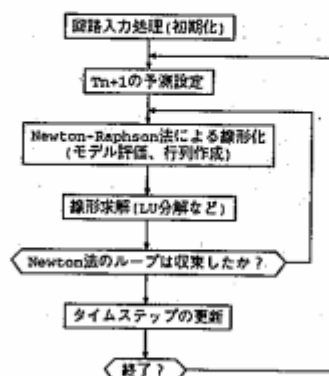 回路入力処理(初期化)
Tn+1の予測設定
Newton-Raphson法による線形化
(モデル評価、行列作成)
線形求解(LU分解など)
Newton法のループは収束したか?
タイムステップの更新
終了?